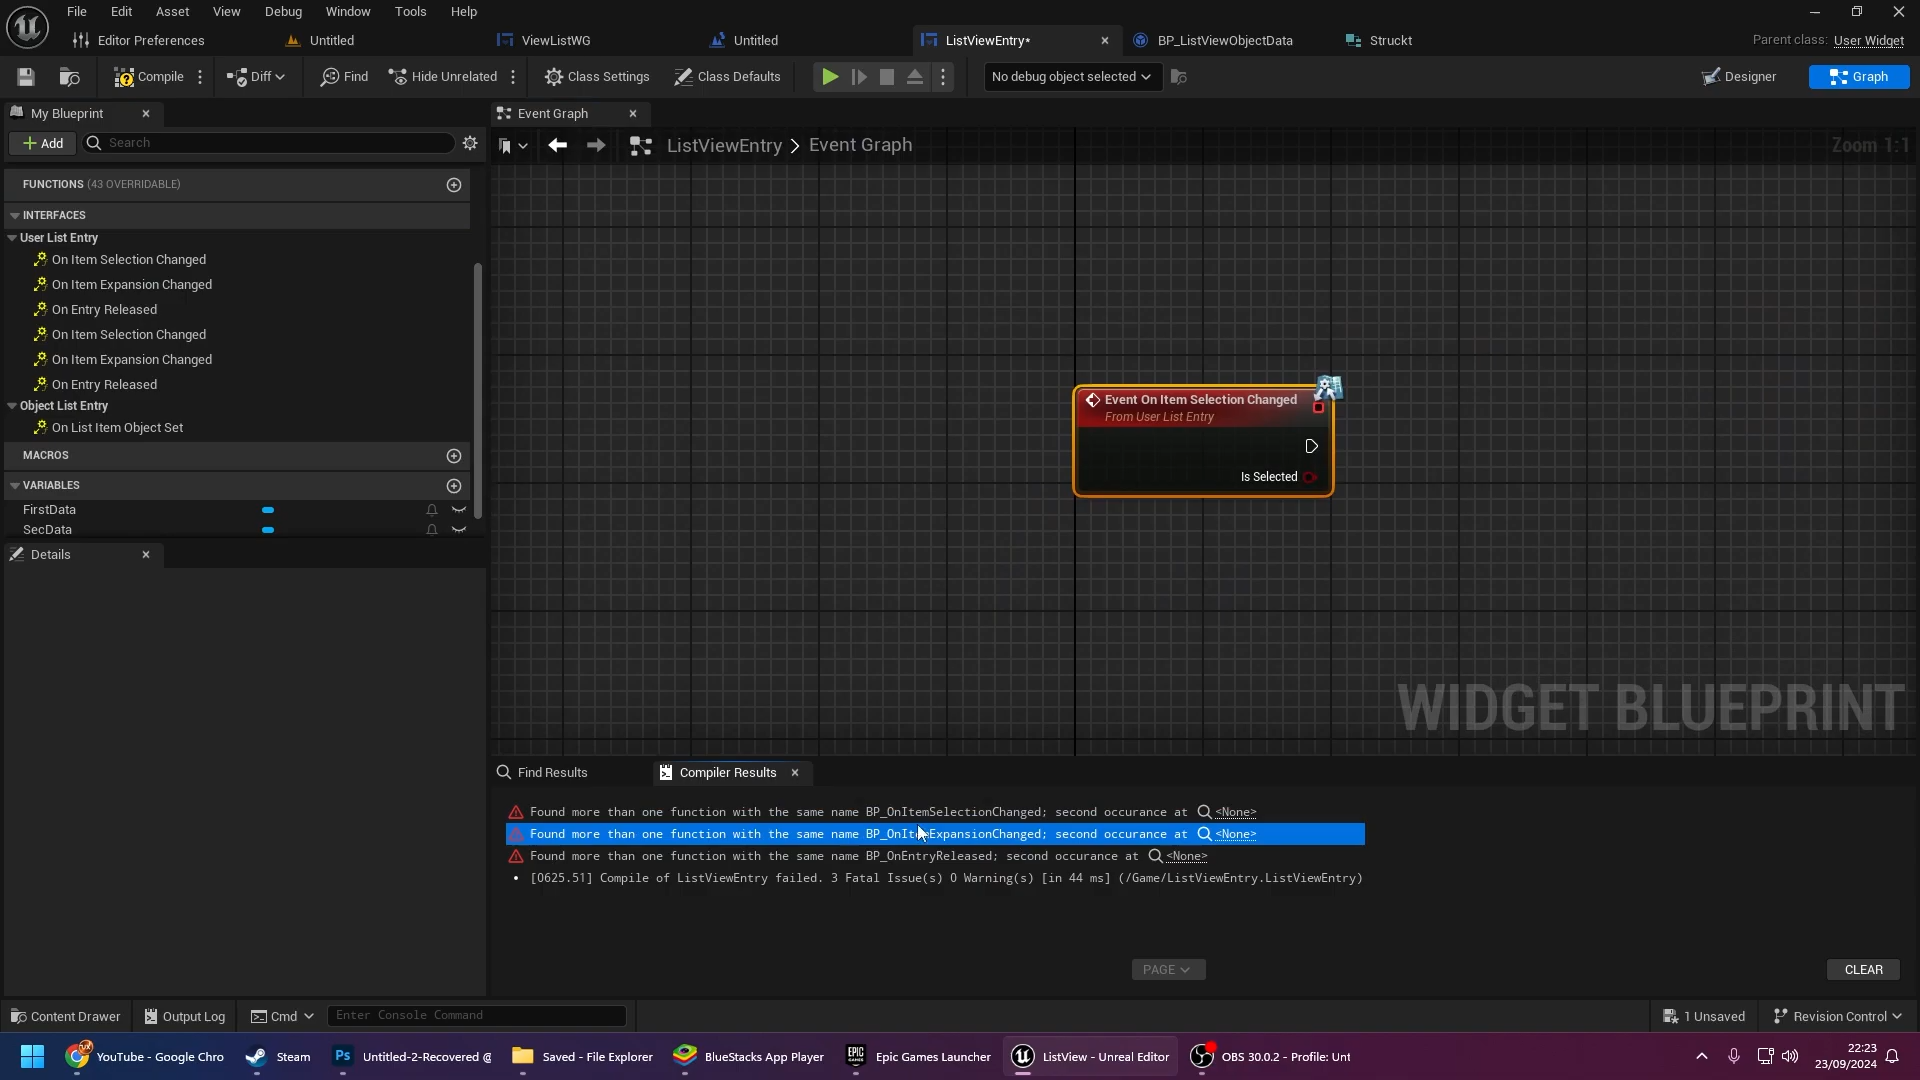 File Edit Asset View Debug Window Tools Help
Editor Preferences Untitled ViewListWG Untitled ListViewEntry* BP_ListViewObjectData Struckt Parent class: User Widget
Compile Diff Find Hide Unrelated Class Settings Class Defaults No debug object selected Designer Graph
My Blueprint Event Graph
Add Search ListViewEntry > Event Graph Zoom 1:1
FUNCTIONS (43 OVERRIDABLE)
INTERFACES
User List Entry
On Item Selection Changed
On Item Expansion Changed
On Entry Released
On Item Selection Changed
On Item Expansion Changed
On Entry Released
Object List Entry
On List Item Object Set
MACROS
VARIABLES
FirstData
SecData
Details
Event On Item Selection Changed
From User List Entry
Is Selected
WIDGET BLUEPRINT
Find Results Compiler Results
Found more than one function with the same name BP_OnItemSelectionChanged; second occurance at <None>
Found more than one function with the same name BP_OnItemExpansionChanged; second occurance at <None>
Found more than one function with the same name BP_OnEntryReleased; second occurance at <None>
• [0625.51] Compile of ListViewEntry failed. 3 Fatal Issue(s) 0 Warning(s) [in 44 ms] (/Game/ListViewEntry.ListViewEntry)
PAGE CLEAR
Content Drawer Output Log Cmd Enter Console Command 1 Unsaved Revision Control
YouTube - Google Chro Steam Ps Untitled-2-Recovered @ Saved - File Explorer BlueStacks App Player EPIC GAMES Epic Games Launcher ListView - Unreal Editor OBS 30.0.2 - Profile: Unt 22:23
23/09/2024